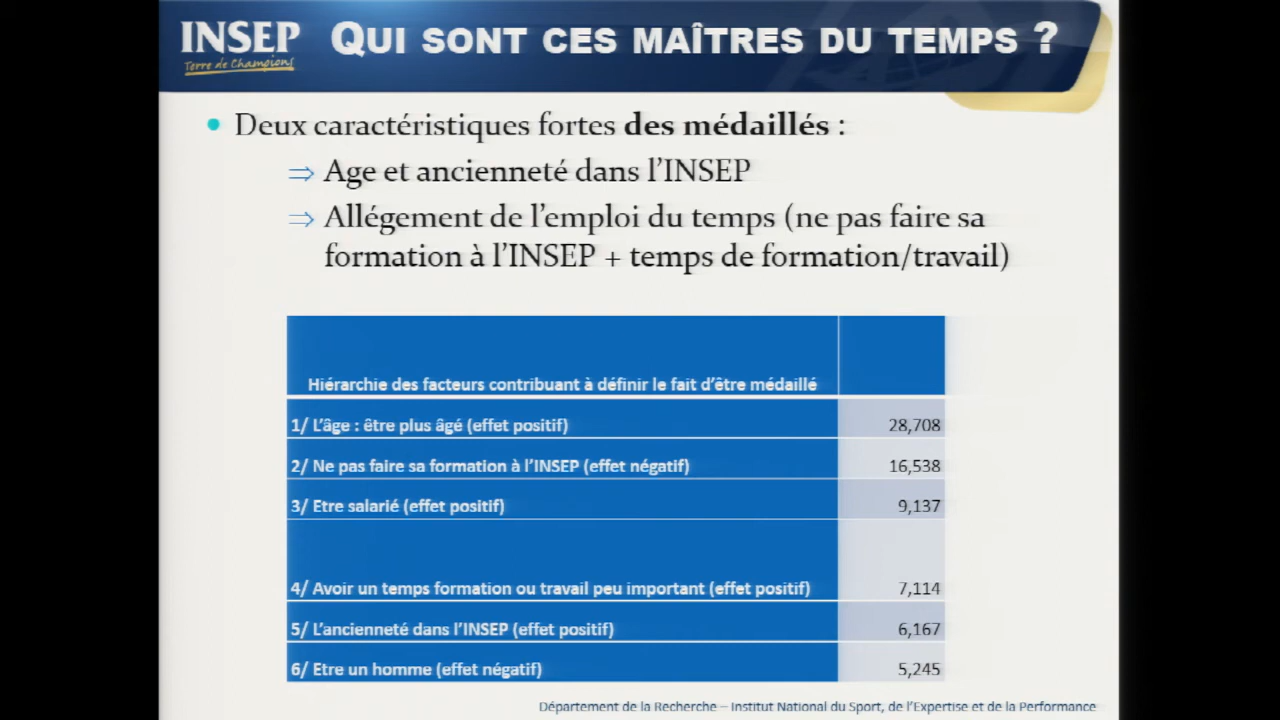 INSEP
Terre de Champions
QUI SONT CES MAÎTRES DU TEMPS ?
• Deux caractéristiques fortes des médaillés :
⇒ Age et ancienneté dans l'INSEP
⇒ Allégement de l'emploi du temps (ne pas faire sa
formation à l'INSEP + temps de formation/travail)
Hiérarchie des facteurs contribuant à définir le fait d'être médaillé
1/ L'âge : être plus âgé (effet positif) 28,708
2/ Ne pas faire sa formation à l'INSEP (effet négatif) 16,538
3/ Etre salarié (effet positif) 9,137
4/ Avoir un temps formation ou travail peu important (effet positif) 7,114
5/ L'ancienneté dans l'INSEP (effet positif) 6,167
6/ Etre un homme (effet négatif) 5,245
Département de la Recherche – Institut National du Sport, de l'Expertise et de la Performance